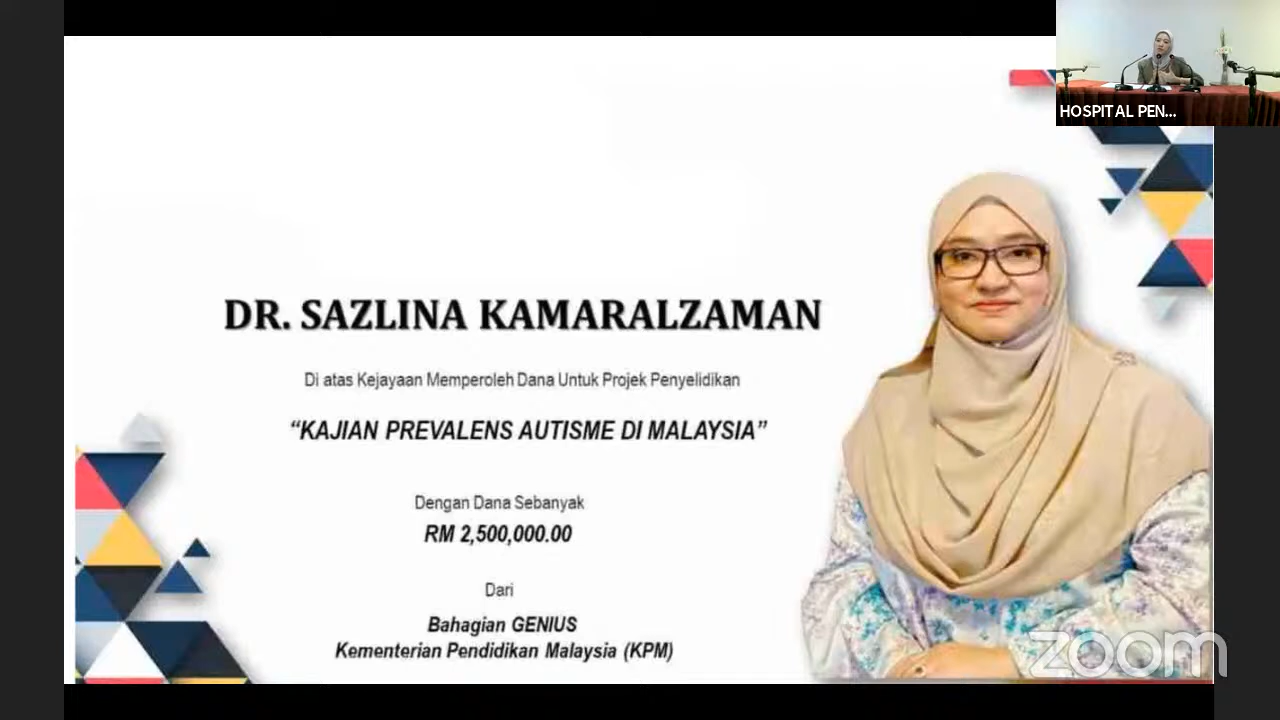 HOSPITAL PEN...
DR. SAZLINA KAMARALZAMAN
Di atas Kejayaan Memperoleh Dana Untuk Projek Penyelidikan
“KAJIAN PREVALENS AUTISME DI MALAYSIA”
Dengan Dana Sebanyak
RM 2,500,000.00
Dari
Bahagian GENIUS
Kementerian Pendidikan Malaysia (KPM)
zoom